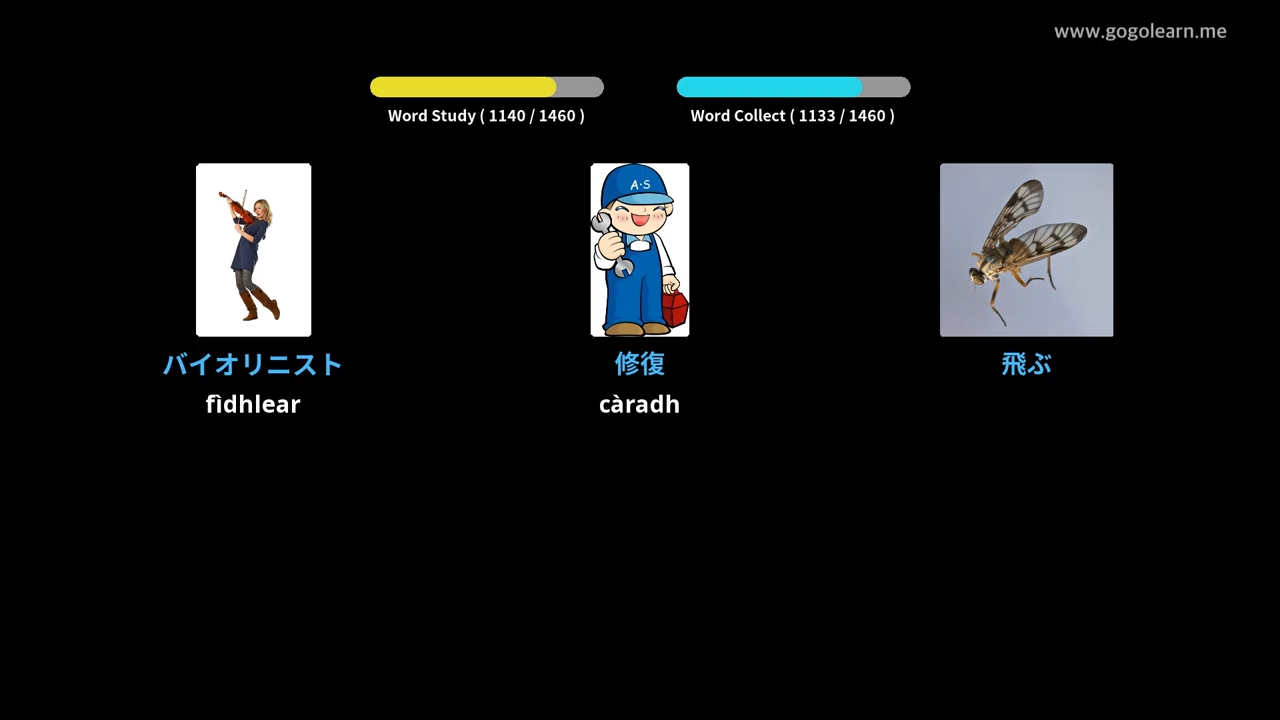 www.gogolearn.me
Word Study ( 1140 / 1460 )
Word Collect ( 1133 / 1460 )
A·S
バイオリニスト
修復
飛ぶ
fìdhlear
càradh